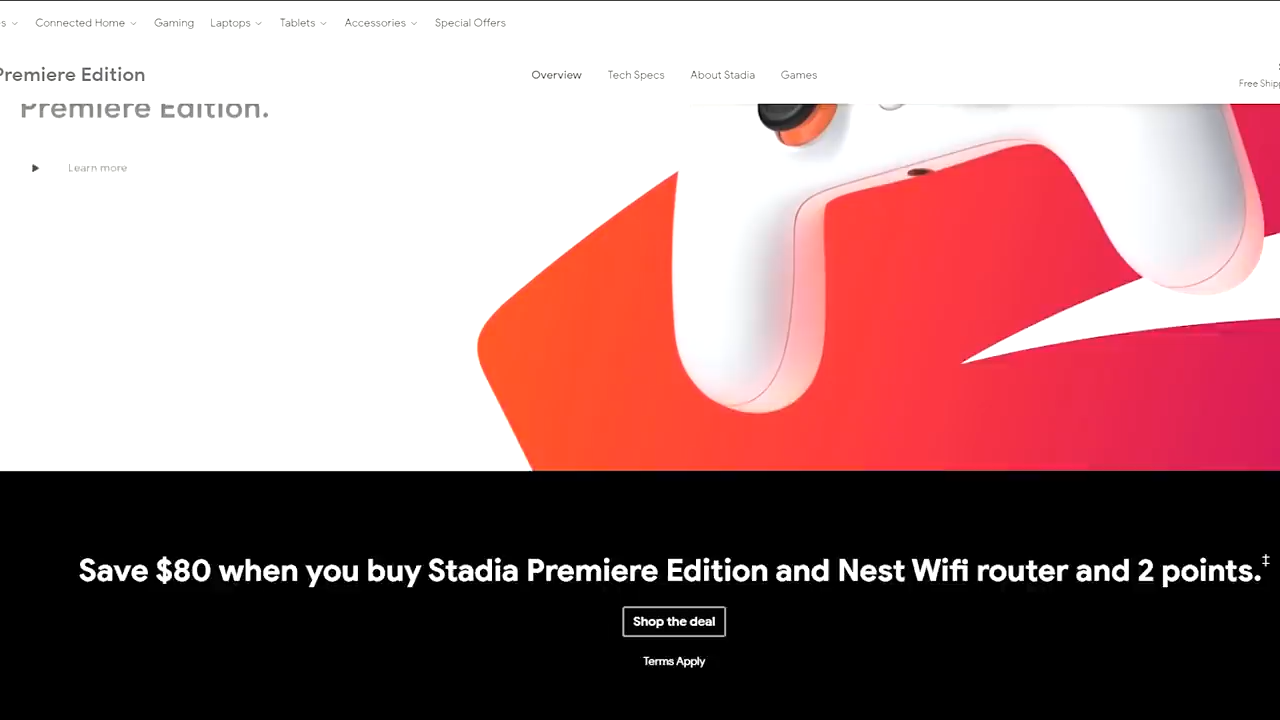 Connected Home Gaming Laptops Tablets Accessories Special Offers
Premiere Edition Overview Tech Specs About Stadia Games
Free Ship
Premiere Edition.
Learn more
Save $80 when you buy Stadia Premiere Edition and Nest Wifi router and 2 points.‡
Shop the deal
Terms Apply